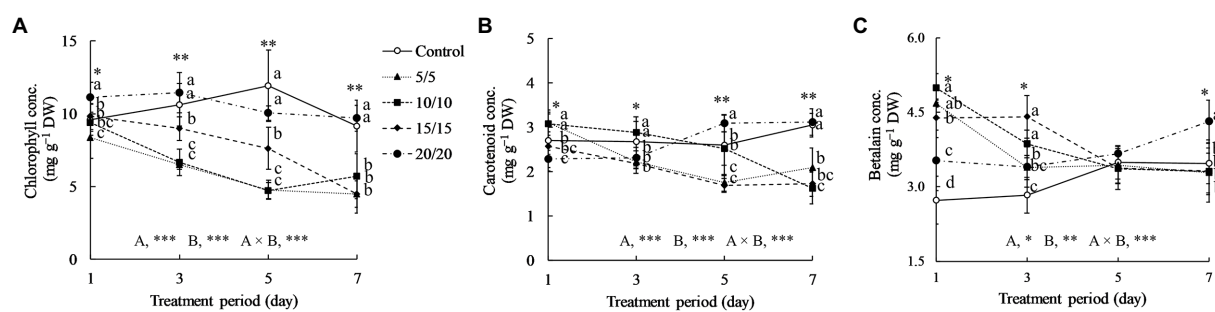 A
B
C
Chlorophyll conc.
(mg g⁻¹ DW)
15
10
5
0
1
3
5
7
Treatment period (day)
*
a
b
b
c
c
**
a
a
b
c
c
**
a
a
b
c
c
**
a
a
b
b
b
A, *** B, *** A × B, ***
Control
5/5
10/10
15/15
20/20
Carotenoid conc.
(mg g⁻¹ DW)
5
4
3
2
1
0
1
3
5
7
Treatment period (day)
*
a
a
b
b
c
*
a
a
b
c
c
**
a
b
b
c
c
**
a
a
b
bc
c
A, *** B, *** A × B, ***
Betalain conc.
(mg g⁻¹ DW)
6.0
4.5
3.0
1.5
1
3
5
7
Treatment period (day)
*
a
ab
b
c
d
*
a
a
b
b
c
*
A, * B, ** A × B, ***